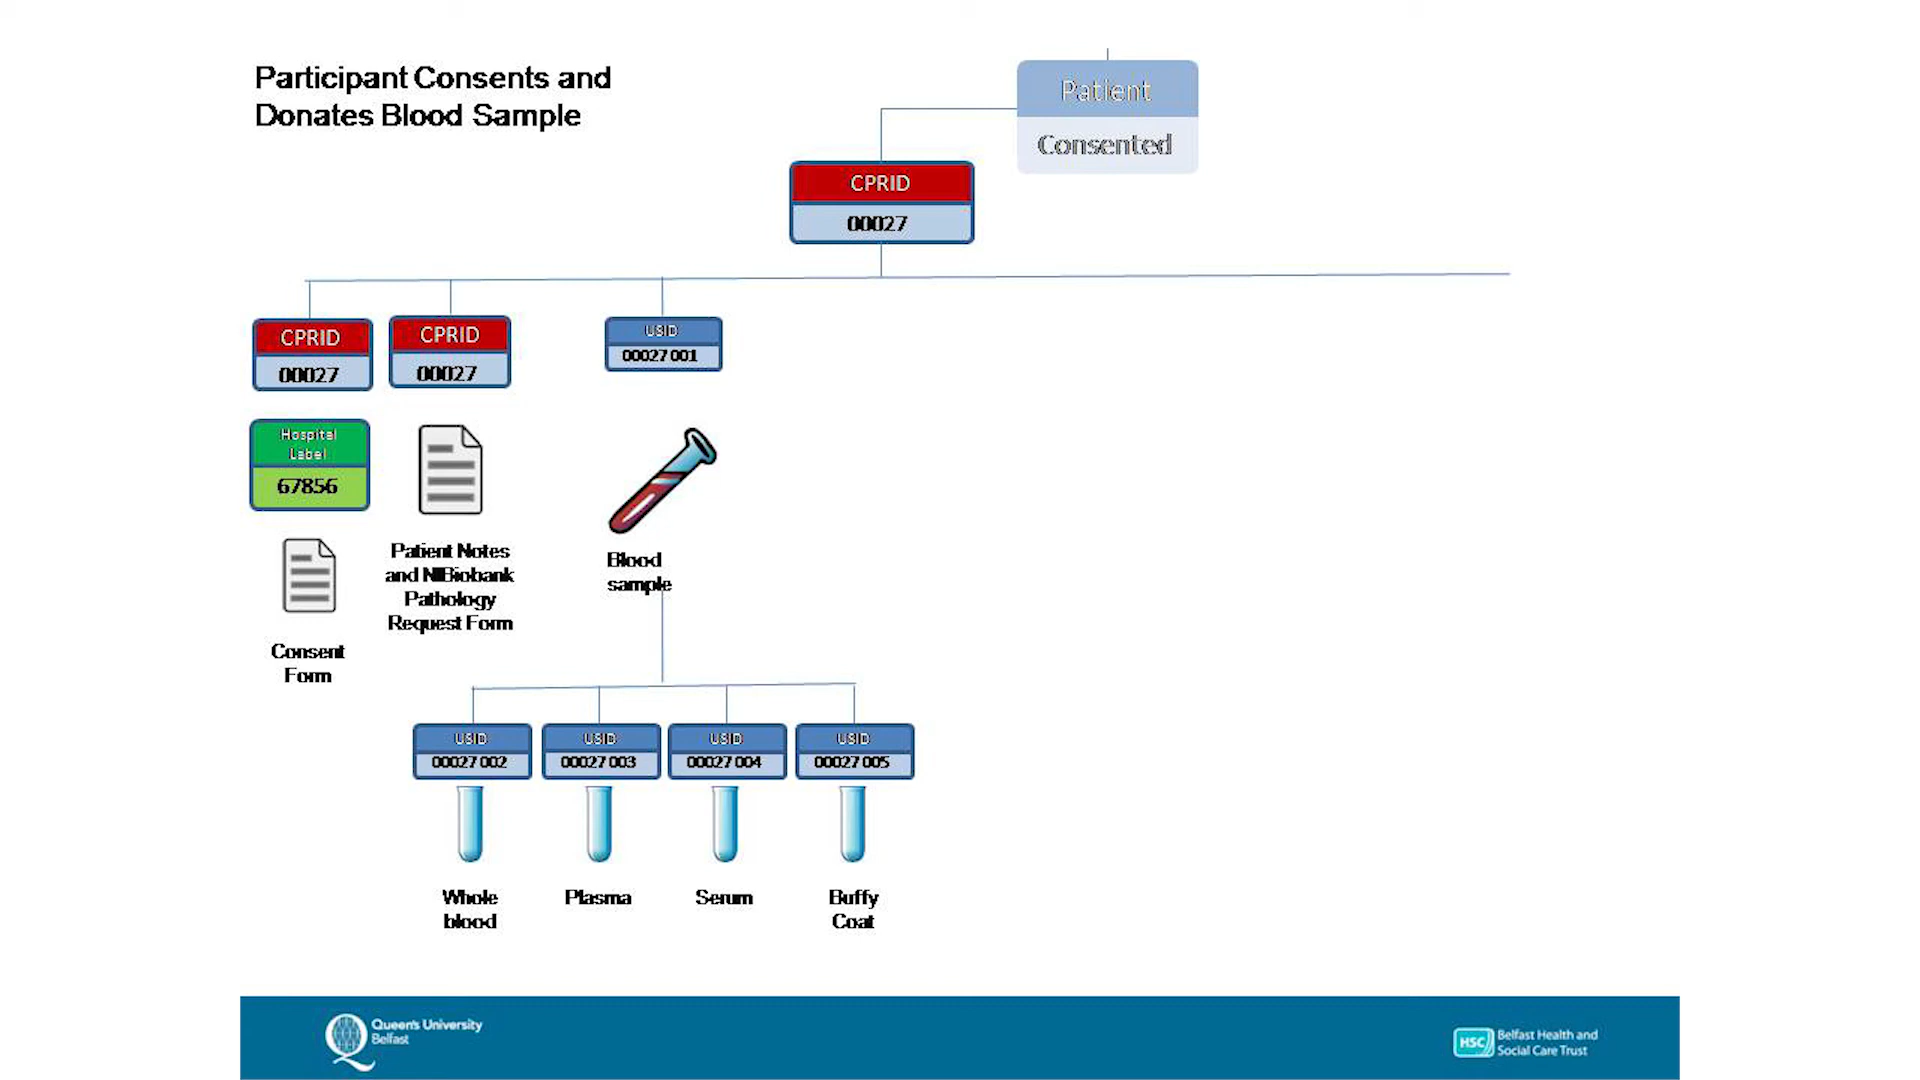 Participant Consents and
Donates Blood Sample
Patient
Consented
CPRID
00027
CPRID
00027
CPRID
00027
USID
00027 001
Hospital
Label
67856
Patient Notes
and NIBiobank
Pathology
Request Form
Blood
sample
Consent
Form
USID
00027 002
USID
00027 003
USID
00027 004
USID
00027 005
Whole
blood
Plasma
Serum
Buffy
Coat
Queen's University
Belfast
HSC
Belfast Health and
Social Care Trust